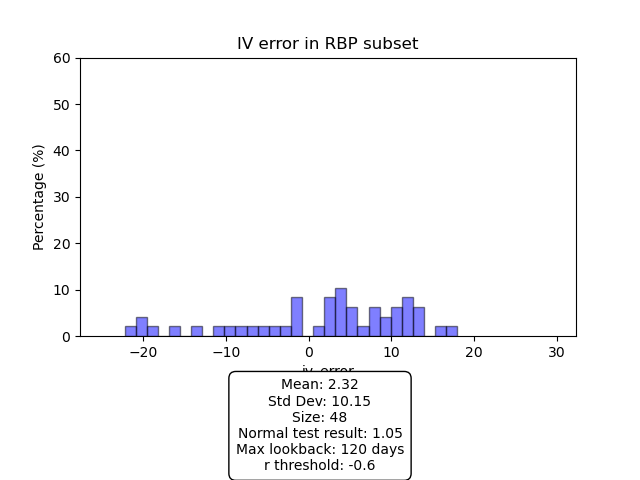 IV error in RBP subset
60
50
40
30
20
10
0
Percentage (%)
−20
−10
0
10
20
30
iv_error
Mean: 2.32
Std Dev: 10.15
Size: 48
Normal test result: 1.05
Max lookback: 120 days
r threshold: -0.6